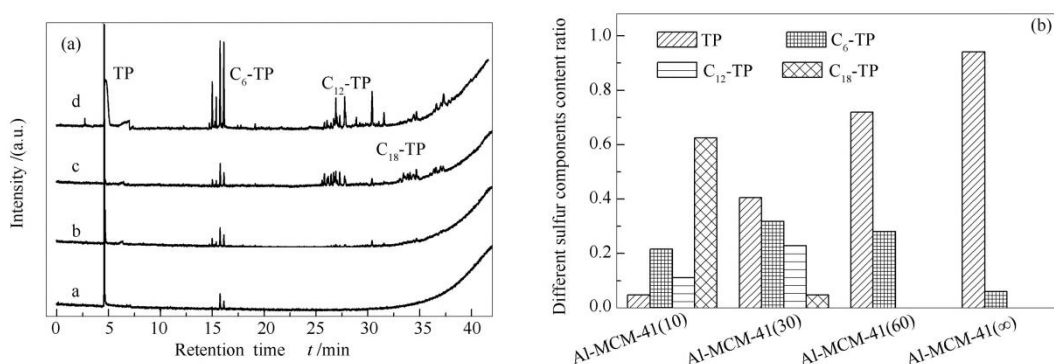 (a)
TP
C₆-TP
C₁₂-TP
C₁₈-TP
d
c
b
a
Intensity /(a.u.)
0 5 10 15 20 25 30 35 40
Retention time t /min
(b)
TP C₆-TP
C₁₂-TP C₁₈-TP
Different sulfur components content ratio
1.0
0.8
0.6
0.4
0.2
0.0
Al-MCM-41(10) Al-MCM-41(30) Al-MCM-41(60) Al-MCM-41(∞)